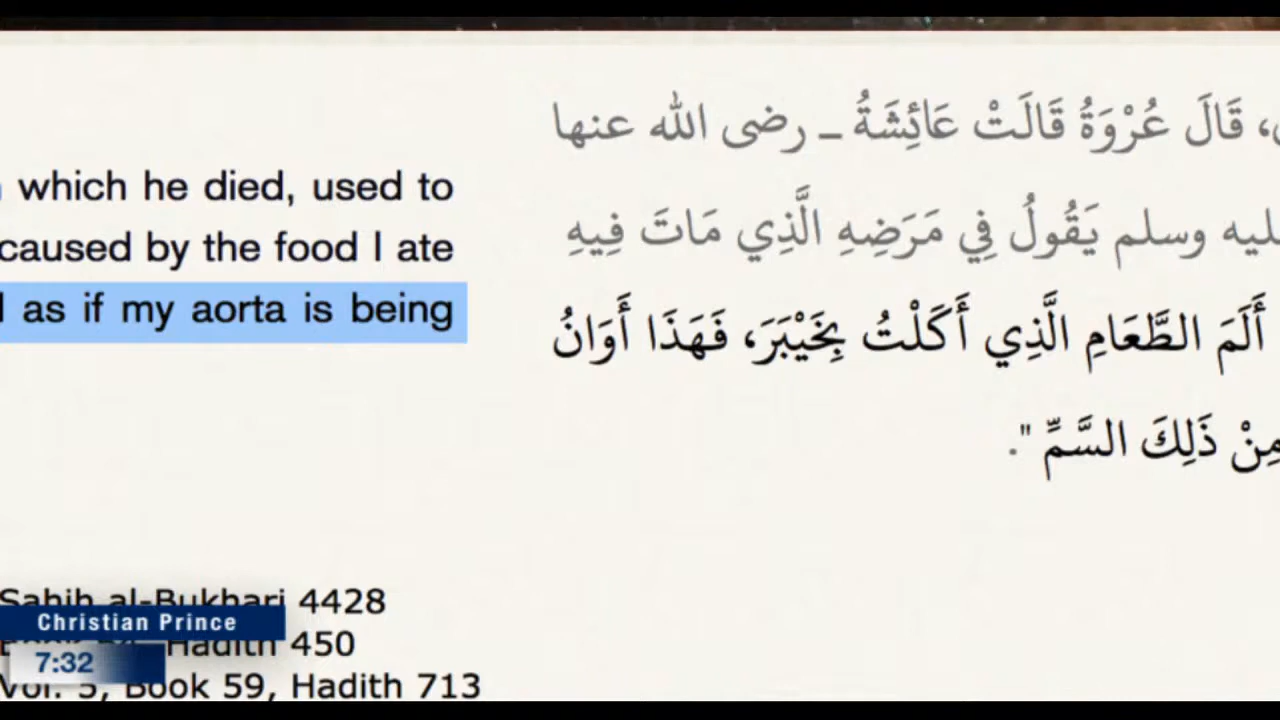 which he died, used to
caused by the food I ate
as if my aorta is being
قَالَ عُرْوَةُ قَالَتْ عَائِشَةُ ـ رضى الله عنها
ليه وسلم يَقُولُ فِي مَرَضِهِ الَّذِي مَاتَ فِيهِ
أَلَمَ الطَّعَامِ الَّذِي أَكَلْتُ بِخَيْبَرَ، فَهَذَا أَوَانُ
مِنْ ذَلِكَ السَّمِّ ".
Sahih al-Bukhari 4428
Hadith 450
Vol. 5, Book 59, Hadith 713
Christian Prince
7:32